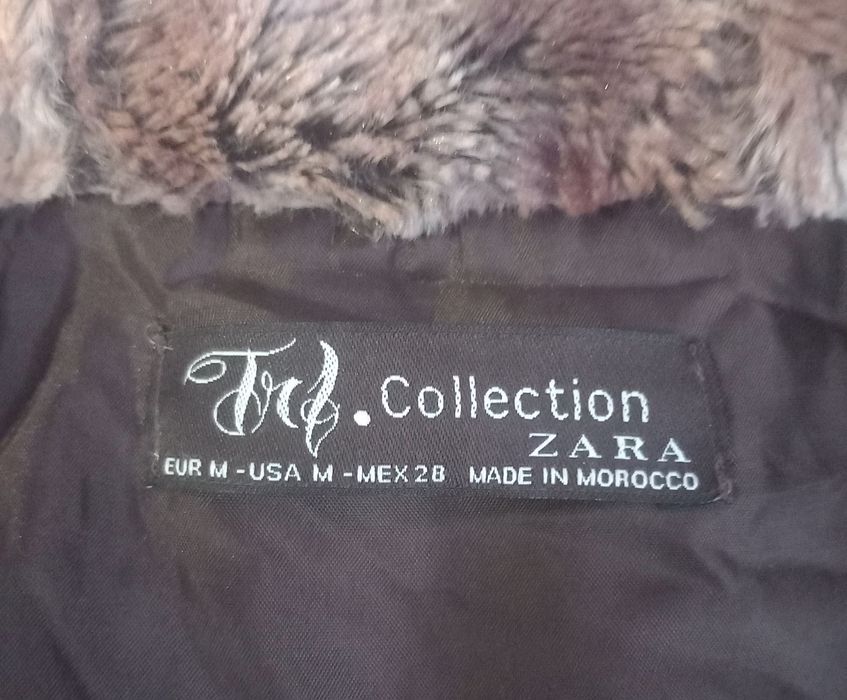 Trf. Collection
ZARA
EUR M - USA M - MEX 28 MADE IN MOROCCO